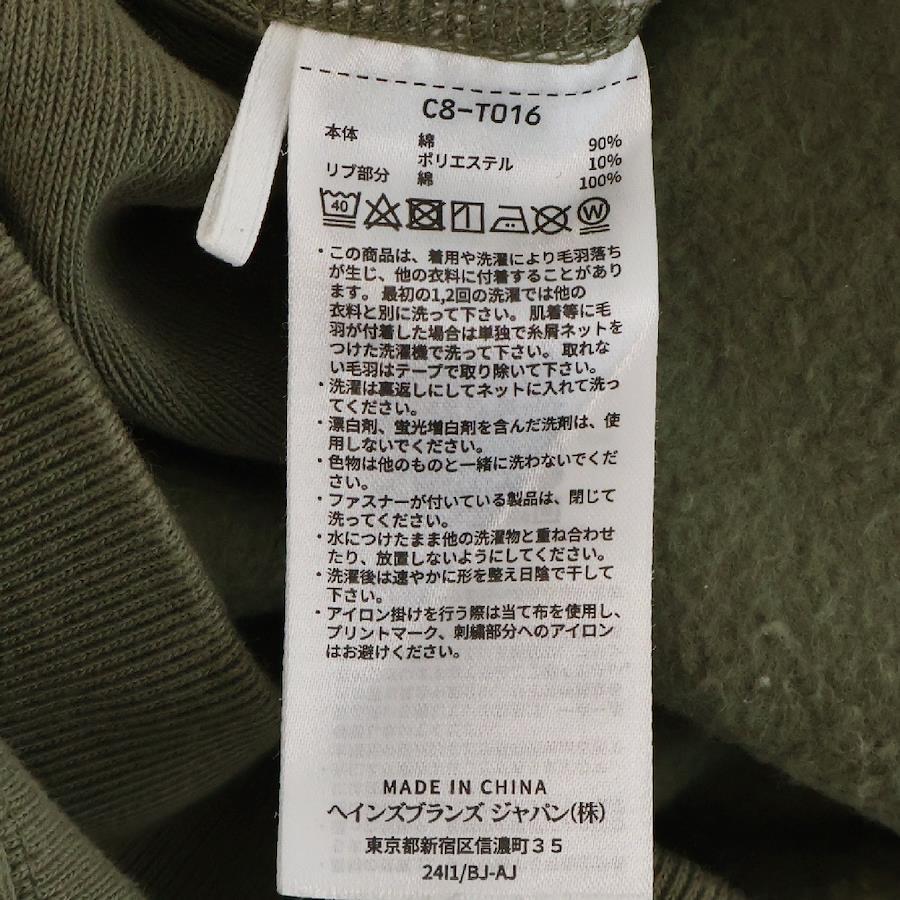 C8-T016
本体 綿 90%
ポリエステル 10%
リブ部分 綿 100%
40 W
・この商品は、着用や洗濯により毛羽落ち
が生じ、他の衣料に付着することがあり
ます。 最初の1,2回の洗濯では他の
衣料と別に洗って下さい。 肌着等に毛
羽が付着した場合は単独で糸屑ネットを
つけた洗濯機で洗って下さい。 取れな
い毛羽はテープで取り除いて下さい。
・洗濯は裏返しにしてネットに入れて洗っ
てください。
・漂白剤、蛍光増白剤を含んだ洗剤は、使
用しないでください。
・色物は他のものと一緒に洗わないでくだ
さい。
・ファスナーが付いている製品は、閉じて
洗ってください。
・水につけたまま他の洗濯物と重ね合わせ
たり、放置しないようにしてください。
・洗濯後は速やかに形を整え日陰で干して
下さい。
・アイロン掛けを行う際は当て布を使用し、
プリントマーク、刺繍部分へのアイロン
はお避けください。
MADE IN CHINA
ヘインズブランズ ジャパン(株)
東京都新宿区信濃町35
24I1/BJ-AJ